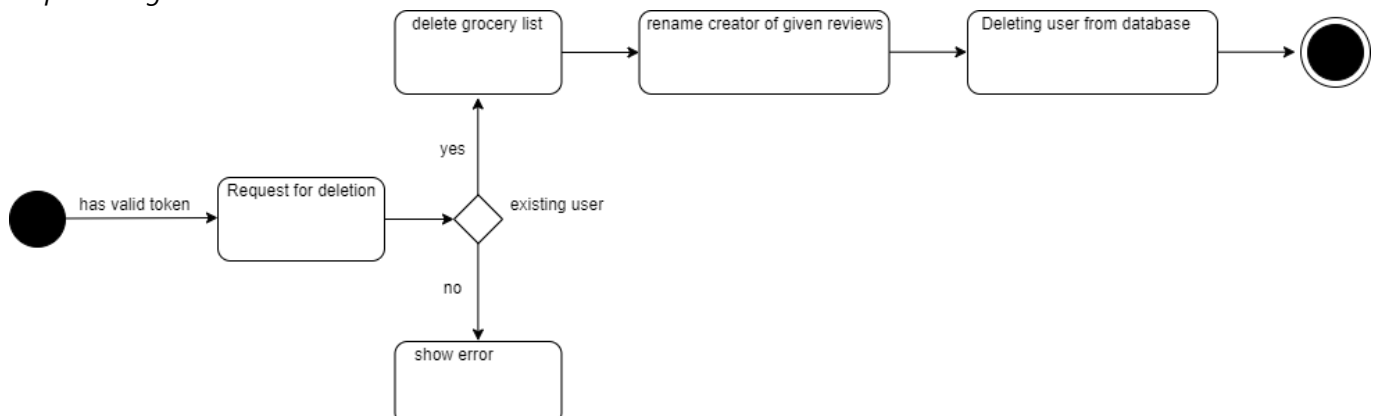 delete grocery list
rename creator of given reviews
Deleting user from database
yes
has valid token
Request for deletion
existing user
no
show error